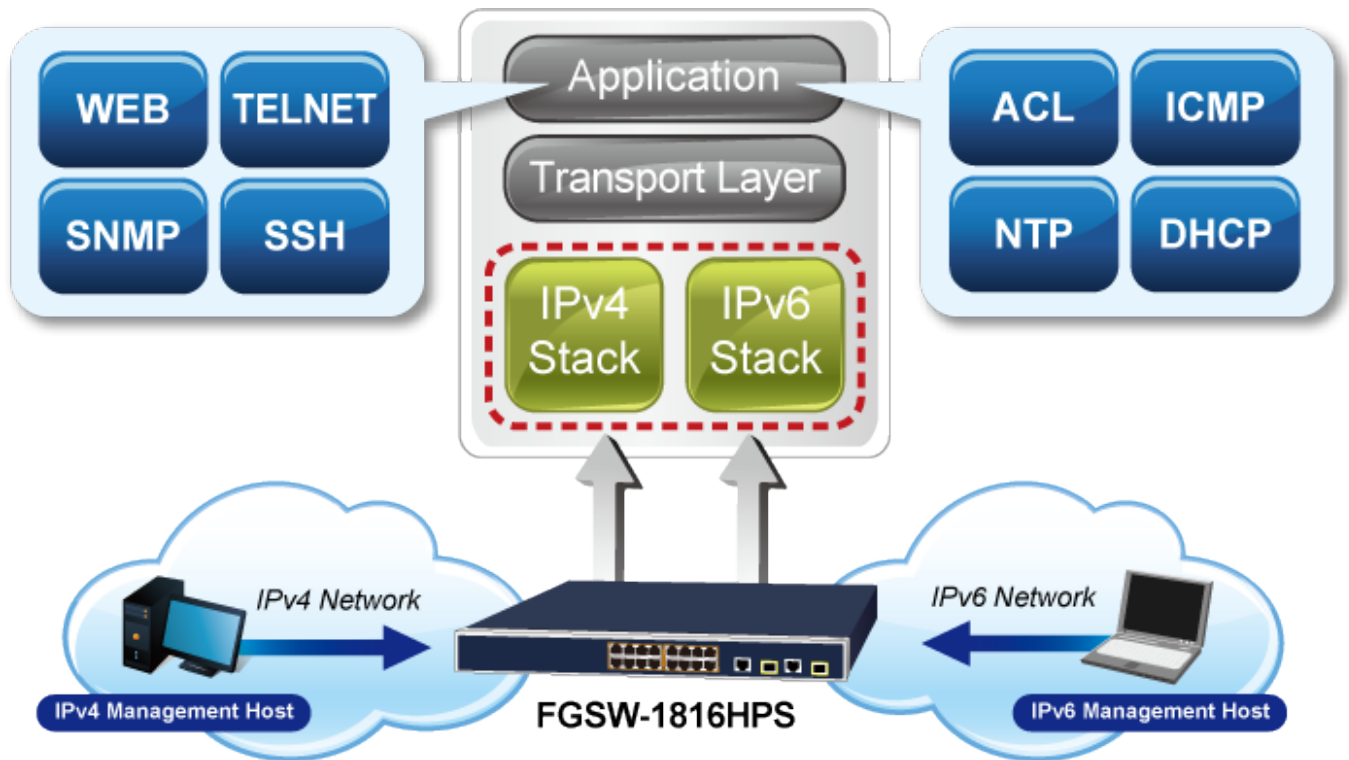 WEB
TELNET
SNMP
SSH
Application
Transport Layer
IPv4
Stack
IPv6
Stack
ACL
ICMP
NTP
DHCP
IPv4 Network
IPv4 Management Host
FGSW-1816HPS
IPv6 Network
IPv6 Management Host